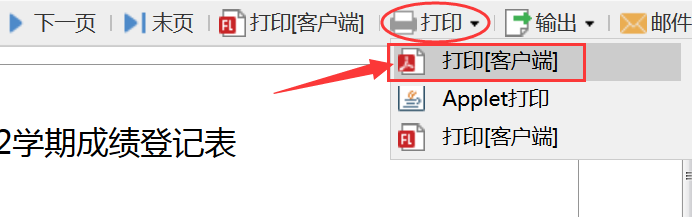 下一页 末页 打印[客户端] 打印 输出 邮件
打印[客户端]
Applet打印
打印[客户端]
2学期成绩登记表